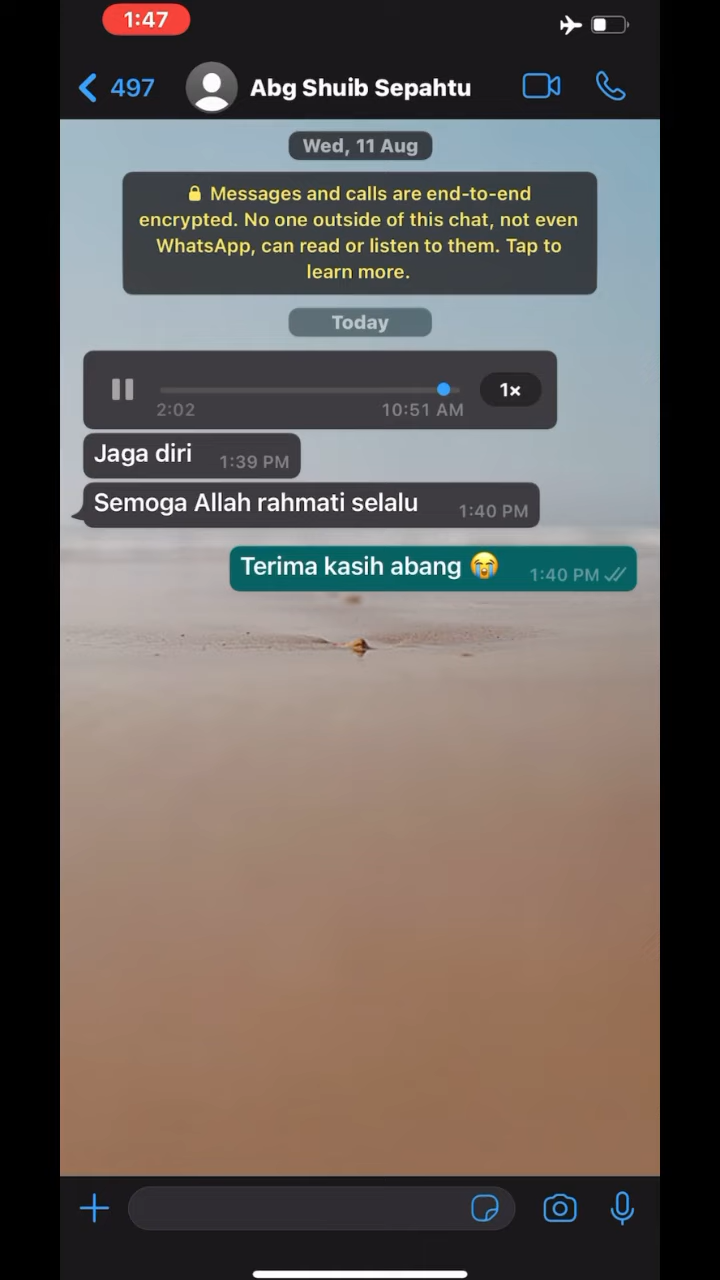 1:47
497
Abg Shuib Sepahtu
Wed, 11 Aug
Messages and calls are end-to-end
encrypted. No one outside of this chat, not even
WhatsApp, can read or listen to them. Tap to
learn more.
Today
1x
2:02 10:51 AM
Jaga diri 1:39 PM
Semoga Allah rahmati selalu 1:40 PM
Terima kasih abang 😭 1:40 PM